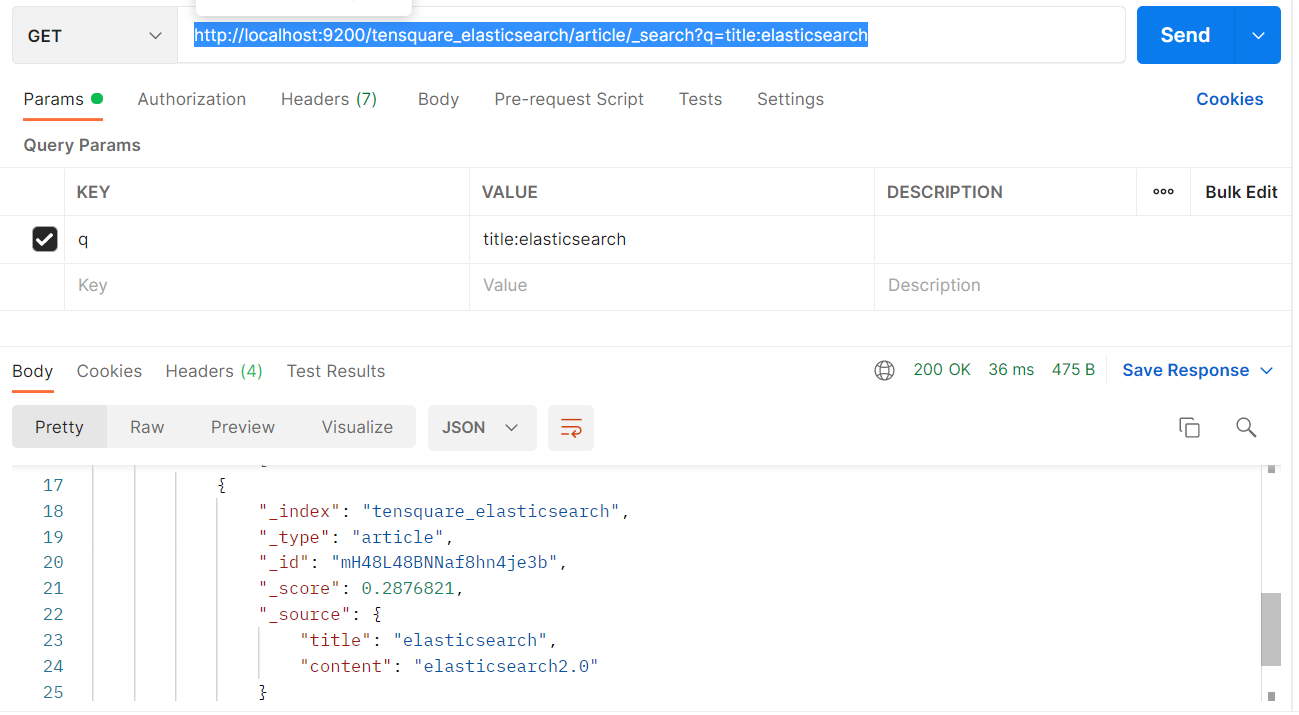 GET http://localhost:9200/tensquare_elasticsearch/article/_search?q=title:elasticsearch Send
Params Authorization Headers (7) Body Pre-request Script Tests Settings Cookies
Query Params
KEY VALUE DESCRIPTION ooo Bulk Edit
q title:elasticsearch
Key Value Description
Body Cookies Headers (4) Test Results 200 OK 36 ms 475 B Save Response
Pretty Raw Preview Visualize JSON
17 {
18 "_index": "tensquare_elasticsearch",
19 "_type": "article",
20 "_id": "mH48L48BNNaf8hn4je3b",
21 "_score": 0.2876821,
22 "_source": {
23 "title": "elasticsearch",
24 "content": "elasticsearch2.0"
25 }